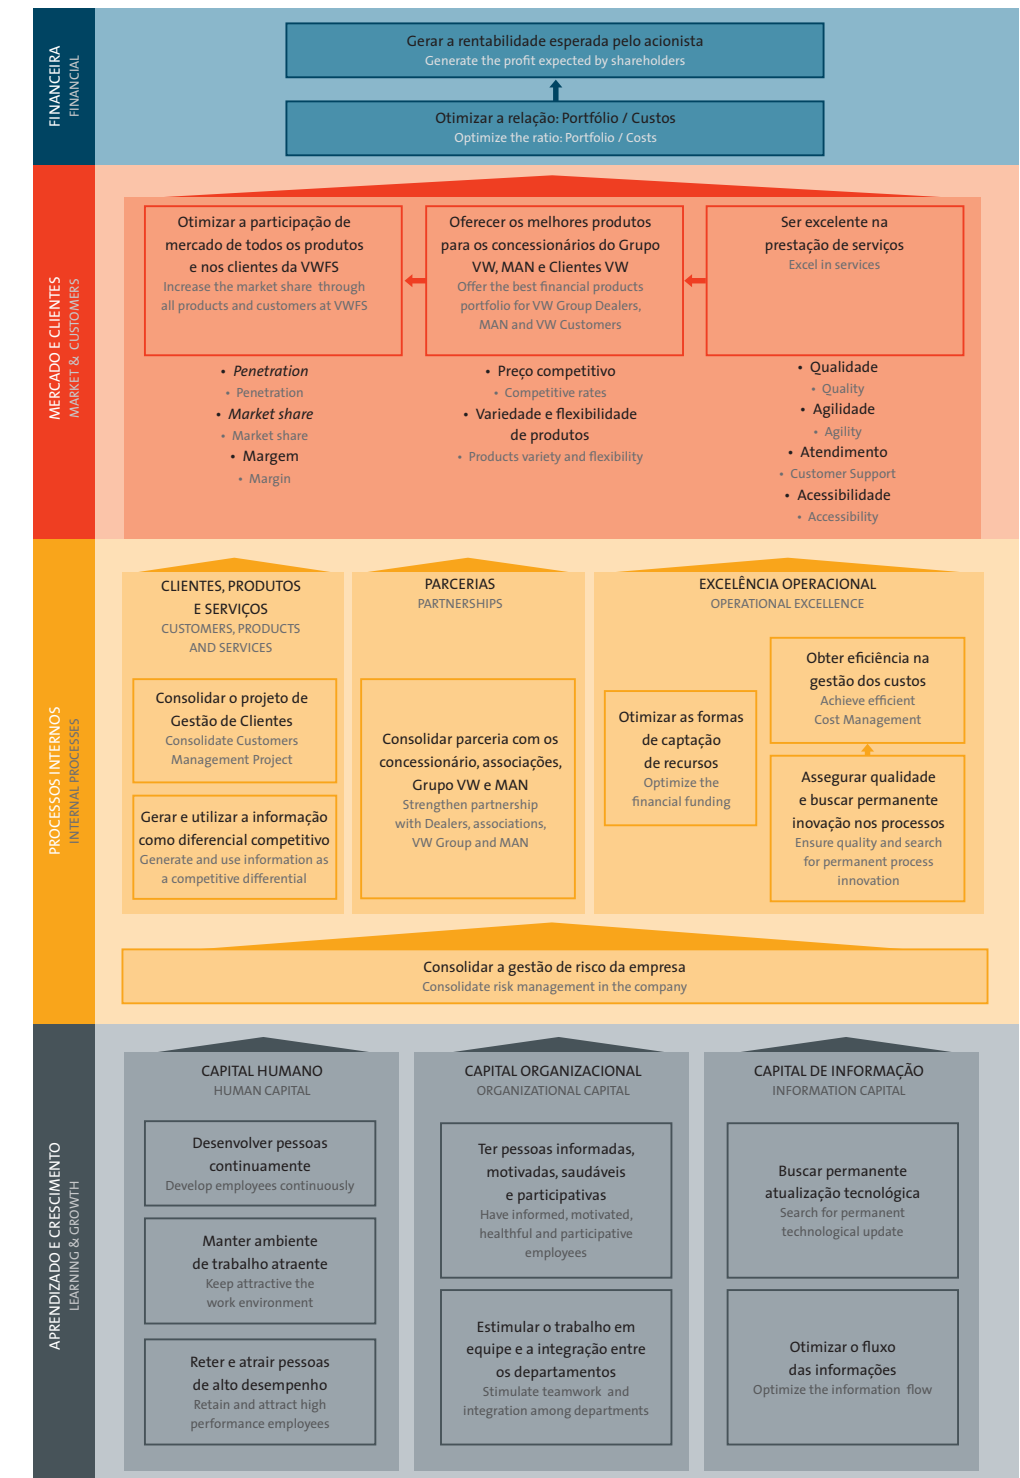 FINANCEIRA
FINANCIAL
Gerar a rentabilidade esperada pelo acionista
Generate the profit expected by shareholders
Otimizar a relação: Portfólio / Custos
Optimize the ratio: Portfolio / Costs
MERCADO E CLIENTES
MARKET & CUSTOMERS
Otimizar a participação de
mercado de todos os produtos
e nos clientes da VWFS
Increase the market share through
all products and customers at VWFS
• Penetration
• Penetration
• Market share
• Market share
• Margem
• Margin
Oferecer os melhores produtos
para os concessionários do Grupo
VW, MAN e Clientes VW
Offer the best financial products
portfolio for VW Group Dealers,
MAN and VW Customers
• Preço competitivo
• Competitive rates
• Variedade e flexibilidade
de produtos
• Products variety and flexibility
Ser excelente na
prestação de serviços
Excel in services
• Qualidade
• Quality
• Agilidade
• Agility
• Atendimento
• Customer Support
• Acessibilidade
• Accessibility
PROCESSOS INTERNOS
INTERNAL PROCESSES
CLIENTES, PRODUTOS
E SERVIÇOS
CUSTOMERS, PRODUCTS
AND SERVICES
Consolidar o projeto de
Gestão de Clientes
Consolidate Customers
Management Project
Gerar e utilizar a informação
como diferencial competitivo
Generate and use information as
a competitive differential
PARCERIAS
PARTNERSHIPS
Consolidar parceria com os
concessionário, associações,
Grupo VW e MAN
Strengthen partnership
with Dealers, associations,
VW Group and MAN
EXCELÊNCIA OPERACIONAL
OPERATIONAL EXCELLENCE
Otimizar as formas
de captação
de recursos
Optimize the
financial funding
Obter eficiência na
gestão dos custos
Achieve efficient
Cost Management
Assegurar qualidade
e buscar permanente
inovação nos processos
Ensure quality and search
for permanent process
innovation
Consolidar a gestão de risco da empresa
Consolidate risk management in the company
APRENDIZADO E CRESCIMENTO
LEARNING & GROWTH
CAPITAL HUMANO
HUMAN CAPITAL
Desenvolver pessoas
continuamente
Develop employees continuously
Manter ambiente
de trabalho atraente
Keep attractive the
work environment
Reter e atrair pessoas
de alto desempenho
Retain and attract high
performance employees
CAPITAL ORGANIZACIONAL
ORGANIZATIONAL CAPITAL
Ter pessoas informadas,
motivadas, saudáveis
e participativas
Have informed, motivated,
healthful and participative
employees
Estimular o trabalho em
equipe e a integração entre
os departamentos
Stimulate teamwork and
integration among departments
CAPITAL DE INFORMAÇÃO
INFORMATION CAPITAL
Buscar permanente
atualização tecnológica
Search for permanent
technological update
Otimizar o fluxo
das informações
Optimize the information flow